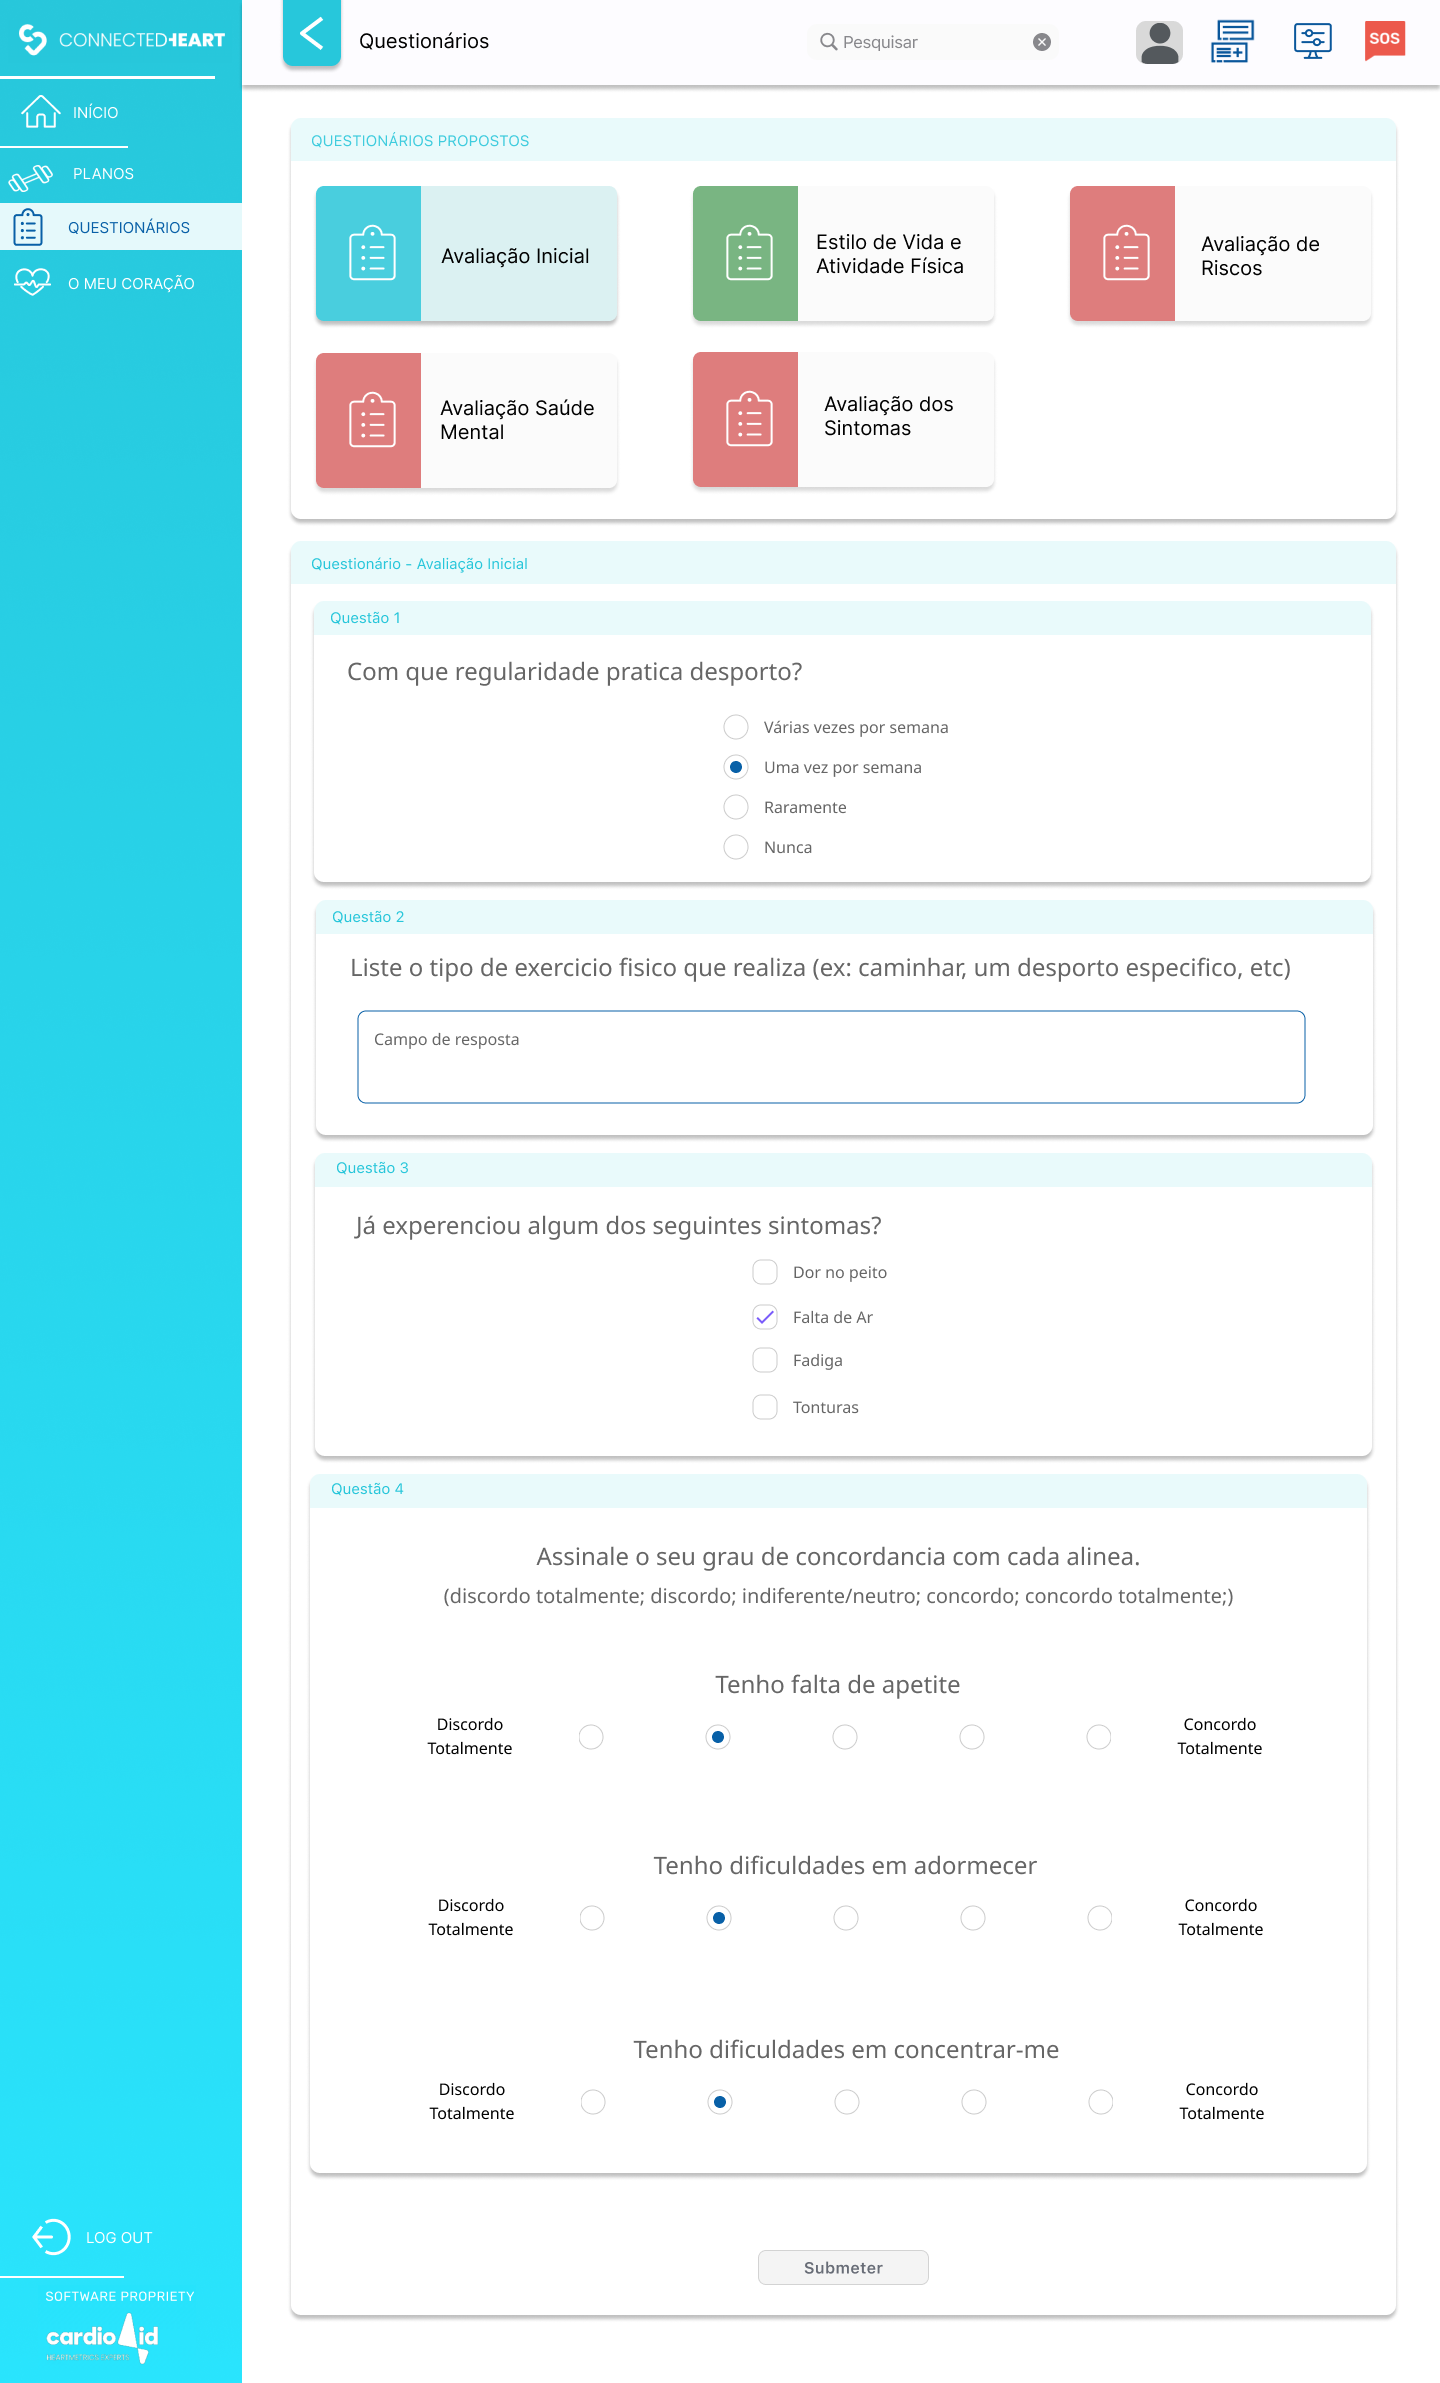 CONNECTEDHEART
INÍCIO
PLANOS
QUESTIONÁRIOS
O MEU CORAÇÃO
Questionários
Pesquisar
SOS
QUESTIONÁRIOS PROPOSTOS
Avaliação Inicial
Estilo de Vida e
Atividade Física
Avaliação de
Riscos
Avaliação Saúde
Mental
Avaliação dos
Sintomas
Questionário - Avaliação Inicial
Questão 1
Com que regularidade pratica desporto?
Várias vezes por semana
Uma vez por semana
Raramente
Nunca
Questão 2
Liste o tipo de exercicio fisico que realiza (ex: caminhar, um desporto especifico, etc)
Campo de resposta
Questão 3
Já experenciou algum dos seguintes sintomas?
Dor no peito
Falta de Ar
Fadiga
Tonturas
Questão 4
Assinale o seu grau de concordancia com cada alinea.
(discordo totalmente; discordo; indiferente/neutro; concordo; concordo totalmente;)
Tenho falta de apetite
Discordo
Totalmente
Concordo
Totalmente
Tenho dificuldades em adormecer
Discordo
Totalmente
Concordo
Totalmente
Tenho dificuldades em concentrar-me
Discordo
Totalmente
Concordo
Totalmente
Submeter
LOG OUT
SOFTWARE PROPRIETY
cardioAid